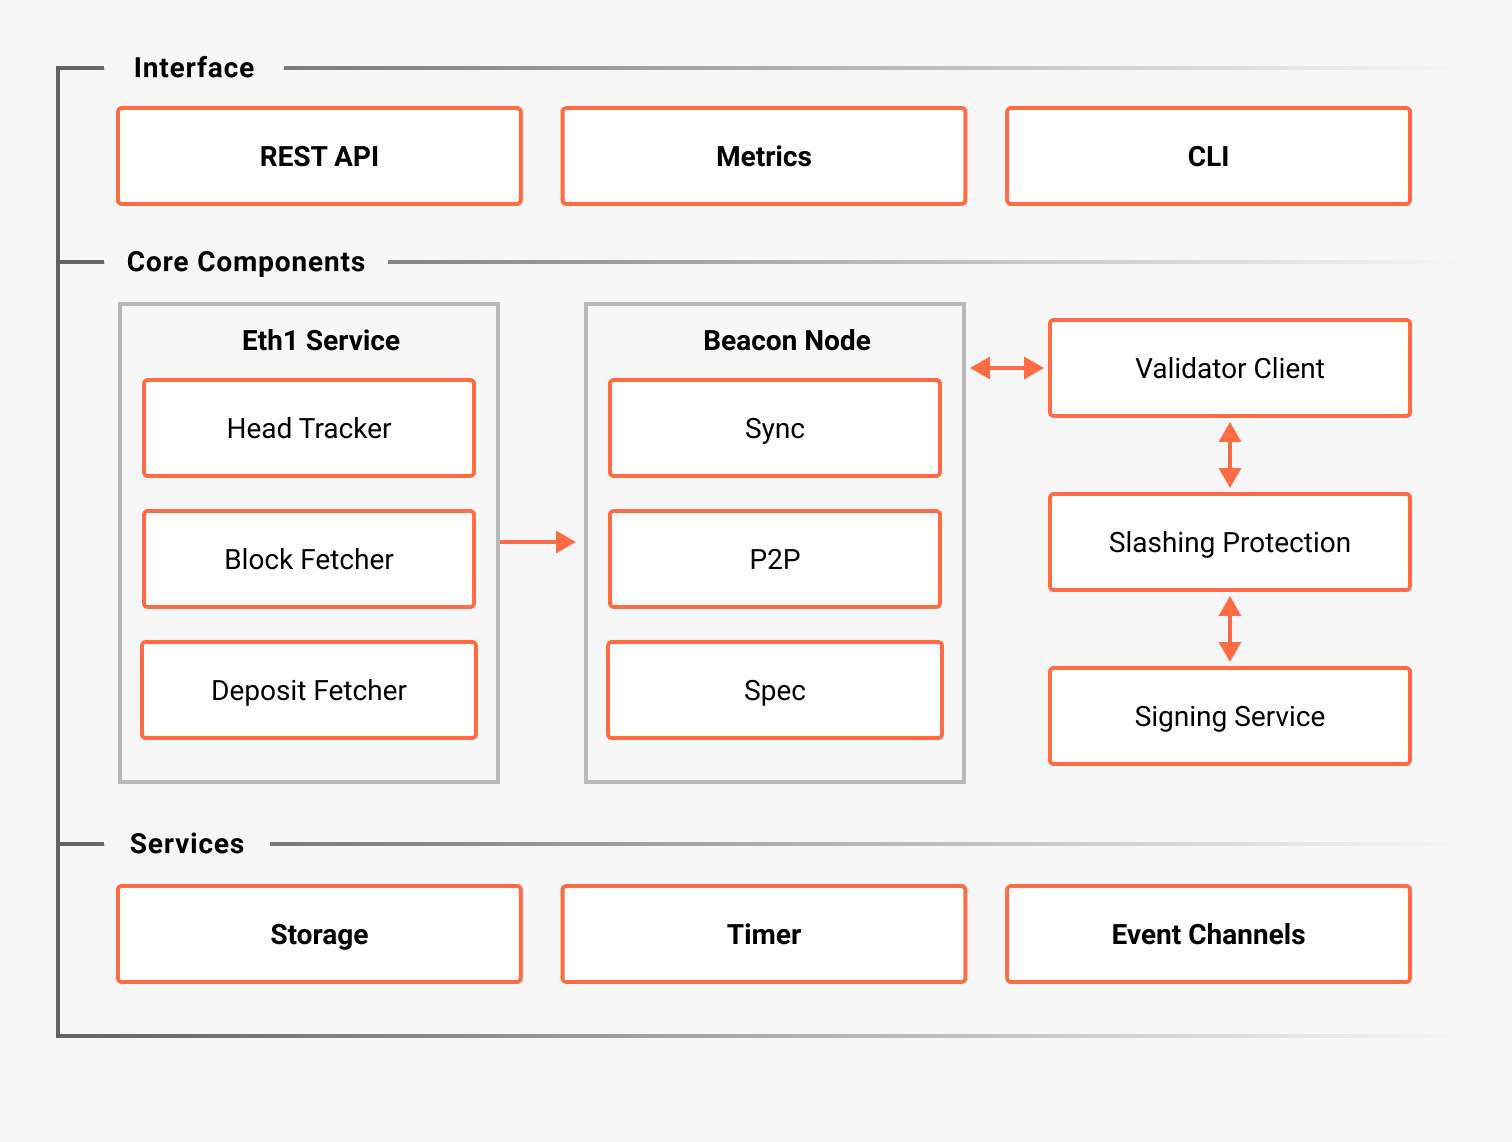 Interface
REST API
Metrics
CLI
Core Components
Eth1 Service
Head Tracker
Block Fetcher
Deposit Fetcher
Beacon Node
Sync
P2P
Spec
Validator Client
Slashing Protection
Signing Service
Services
Storage
Timer
Event Channels